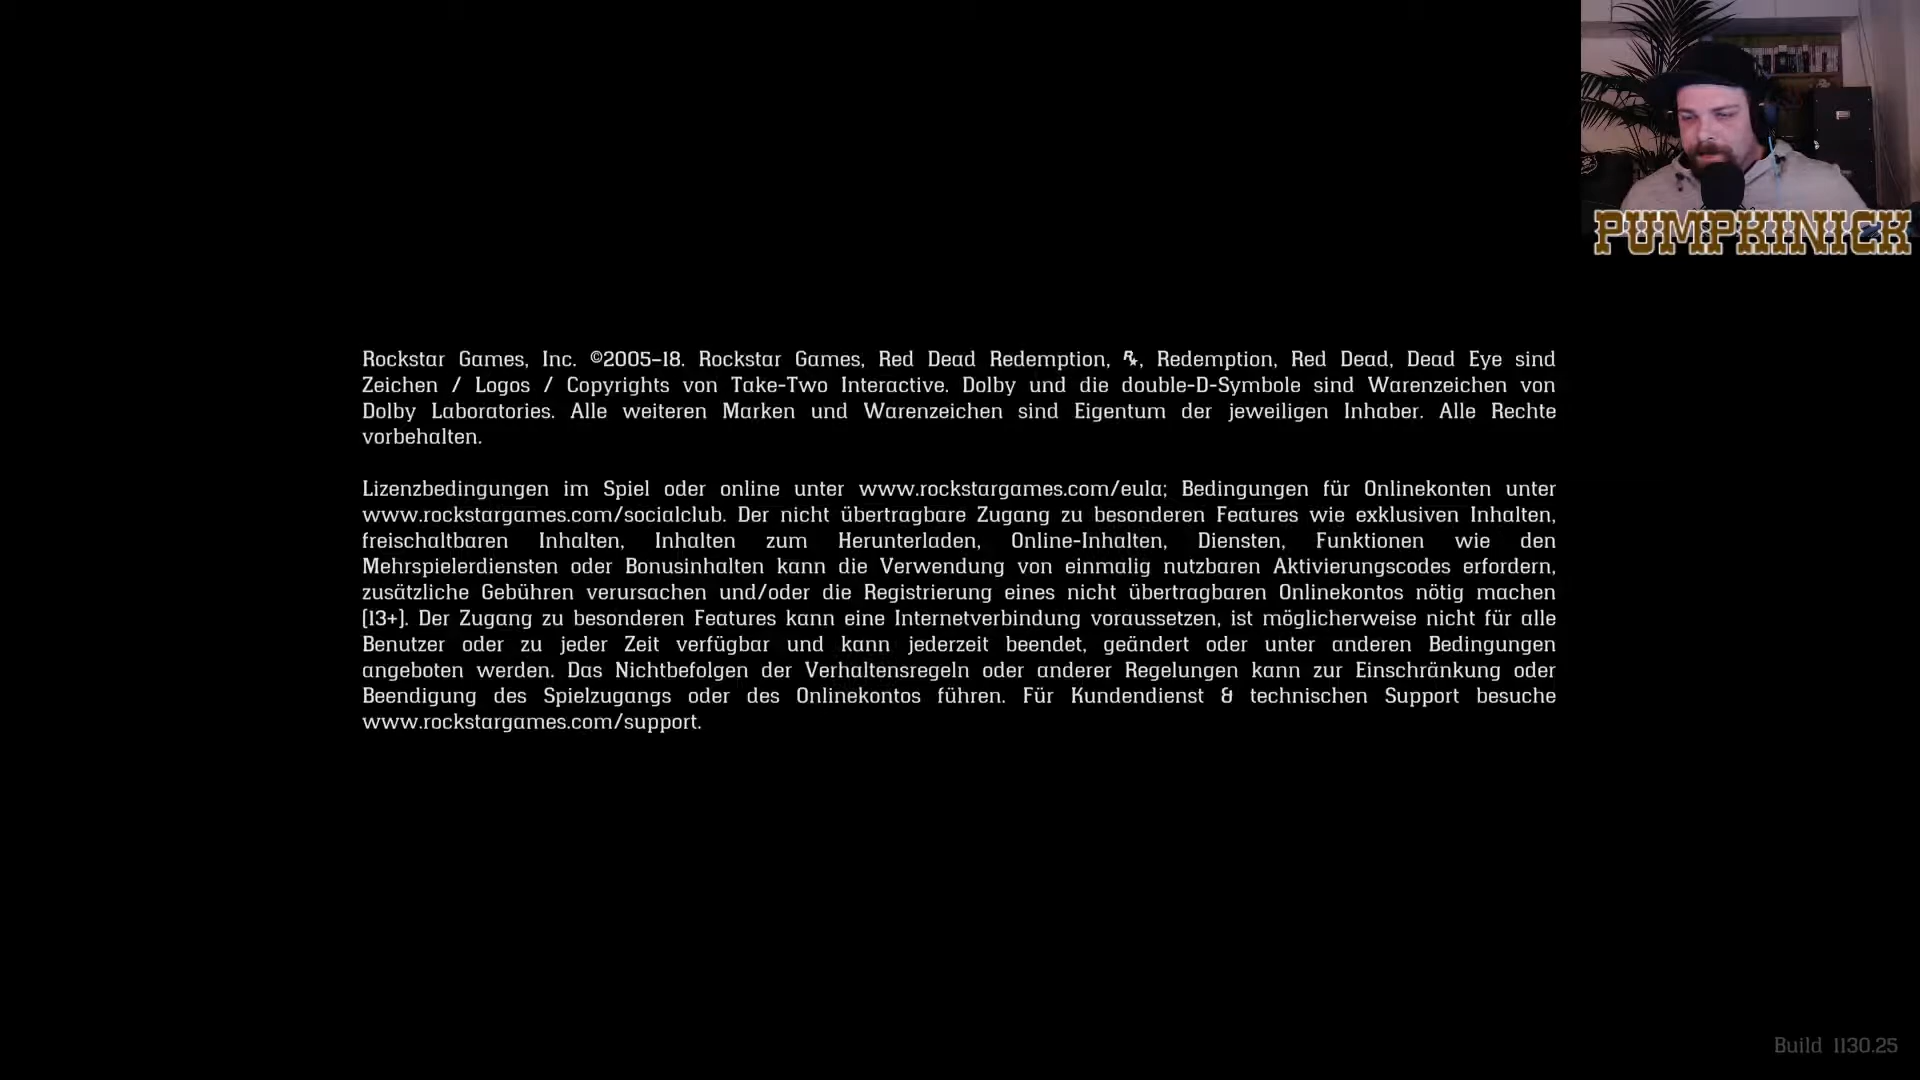 PUMPKINICK
Rockstar Games, Inc. ©2005-18. Rockstar Games, Red Dead Redemption, R★, Redemption, Red Dead, Dead Eye sind
Zeichen / Logos / Copyrights von Take-Two Interactive. Dolby und die double-D-Symbole sind Warenzeichen von
Dolby Laboratories. Alle weiteren Marken und Warenzeichen sind Eigentum der jeweiligen Inhaber. Alle Rechte
vorbehalten.
Lizenzbedingungen im Spiel oder online unter www.rockstargames.com/eula; Bedingungen für Onlinekonten unter
www.rockstargames.com/socialclub. Der nicht übertragbare Zugang zu besonderen Features wie exklusiven Inhalten,
freischaltbaren Inhalten, Inhalten zum Herunterladen, Online-Inhalten, Diensten, Funktionen wie den
Mehrspielerdiensten oder Bonusinhalten kann die Verwendung von einmalig nutzbaren Aktivierungscodes erfordern,
zusätzliche Gebühren verursachen und/oder die Registrierung eines nicht übertragbaren Onlinekontos nötig machen
(13+). Der Zugang zu besonderen Features kann eine Internetverbindung voraussetzen, ist möglicherweise nicht für alle
Benutzer oder zu jeder Zeit verfügbar und kann jederzeit beendet, geändert oder unter anderen Bedingungen
angeboten werden. Das Nichtbefolgen der Verhaltensregeln oder anderer Regelungen kann zur Einschränkung oder
Beendigung des Spielzugangs oder des Onlinekontos führen. Für Kundendienst & technischen Support besuche
www.rockstargames.com/support.
Build 1130.25